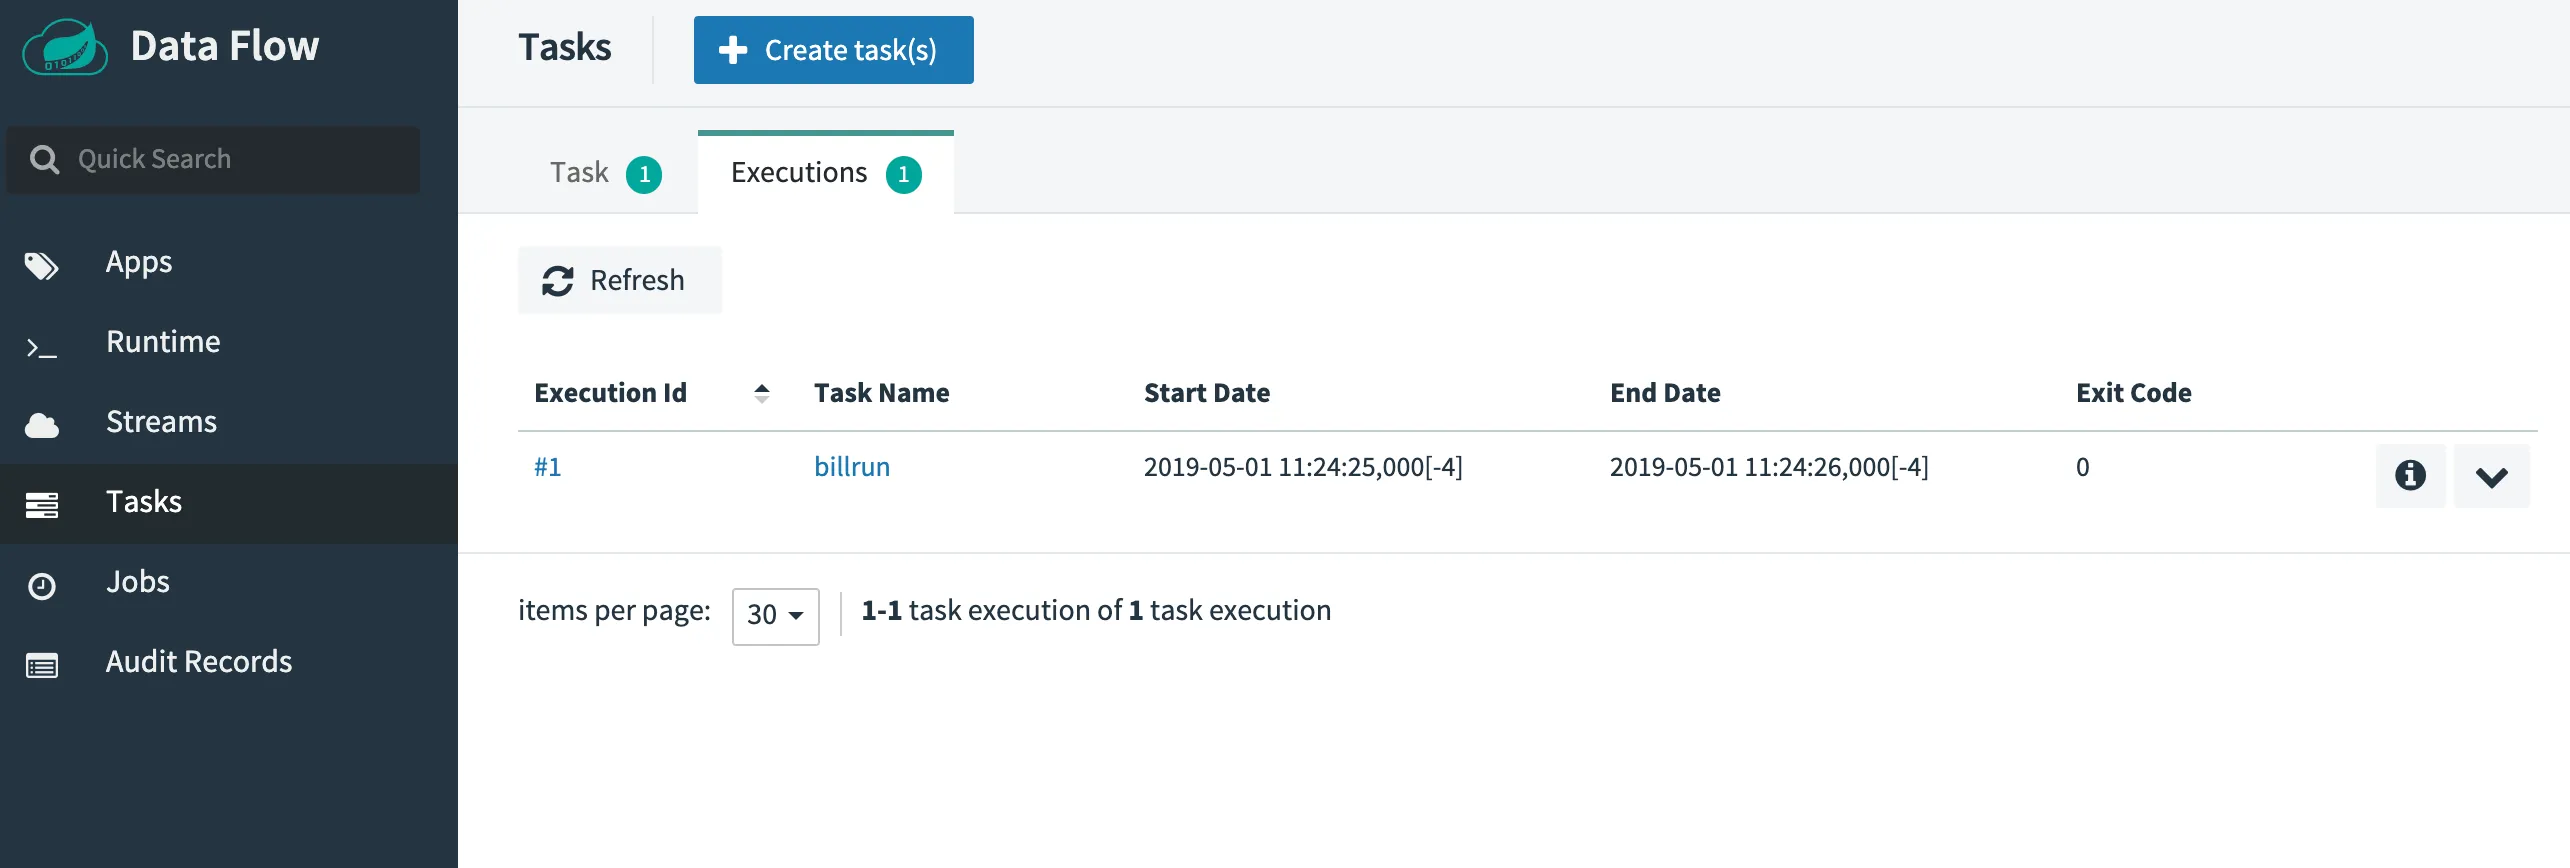 Data Flow
Quick Search
Apps
Runtime
Streams
Tasks
Jobs
Audit Records
Tasks
Create task(s)
Task 1
Executions 1
Refresh
Execution Id Task Name Start Date End Date Exit Code
#1 billrun 2019-05-01 11:24:25,000[-4] 2019-05-01 11:24:26,000[-4] 0
items per page: 30 1-1 task execution of 1 task execution